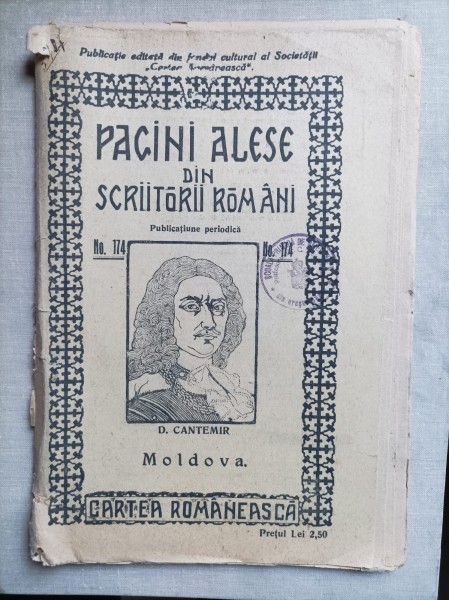 Publicație editată din fondul cultural al Societății
„Cartea Românească".
PAGINI ALESE
DIN
SCRIITORII ROMÂNI
Publicațiune periodică
No. 174 No. 174
D. CANTEMIR
Moldova.
CARTEA ROMÂNEASCĂ
Prețul Lei 2,50